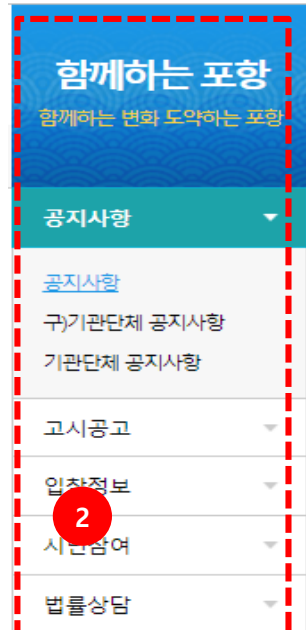 함께하는 포항
함께하는 변화 도약하는 포항
공지사항
공지사항
구)기관단체 공지사항
기관단체 공지사항
고시공고
입찰정보
2
시민참여
법률상담